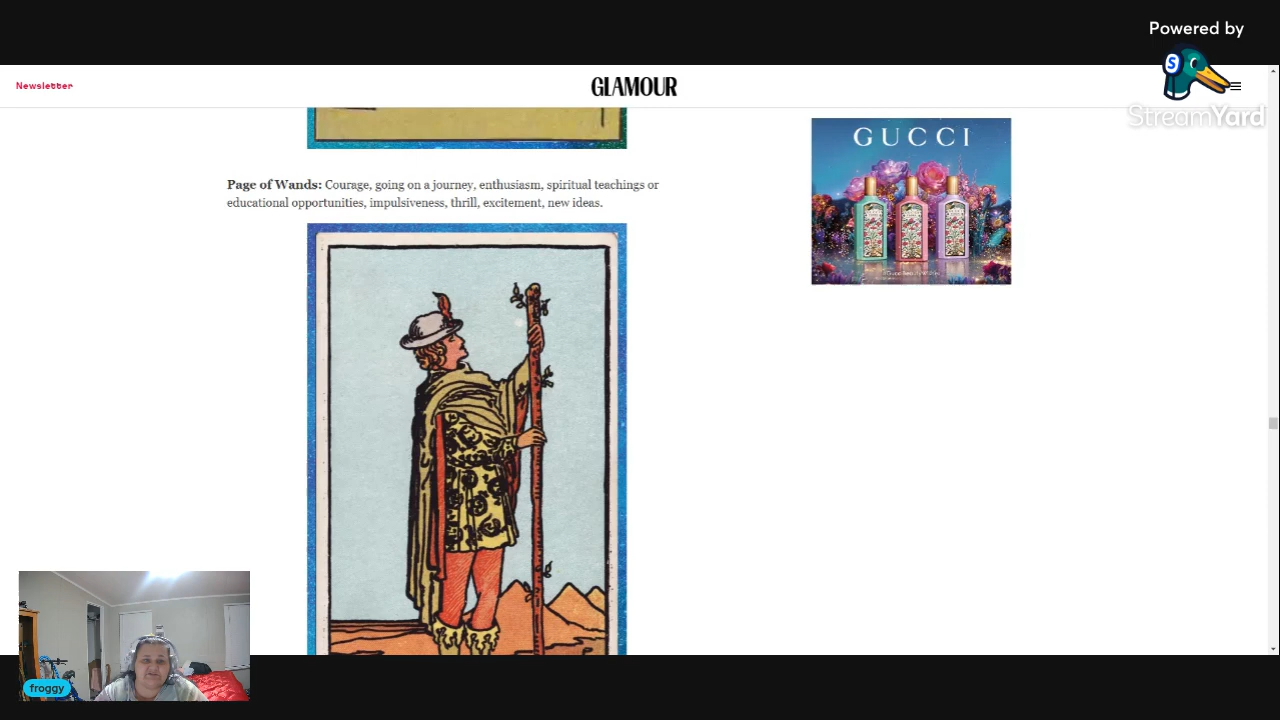 Powered by
S
StreamYard
Newsletter
GLAMOUR
GUCCI
Page of Wands: Courage, going on a journey, enthusiasm, spiritual teachings or
educational opportunities, impulsiveness, thrill, excitement, new ideas.
froggy